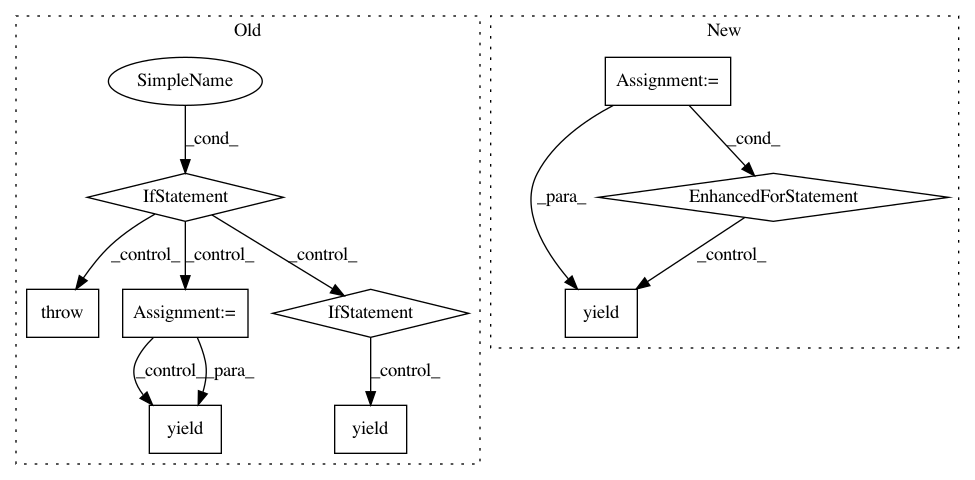 Old
New
SimpleName
Assignment:=
_cond_
_cond_
IfStatement
EnhancedForStatement
_para_
_control_
_control_
_control_
_control_
throw
Assignment:=
IfStatement
yield
_control_
_para_
_control_
yield
yield